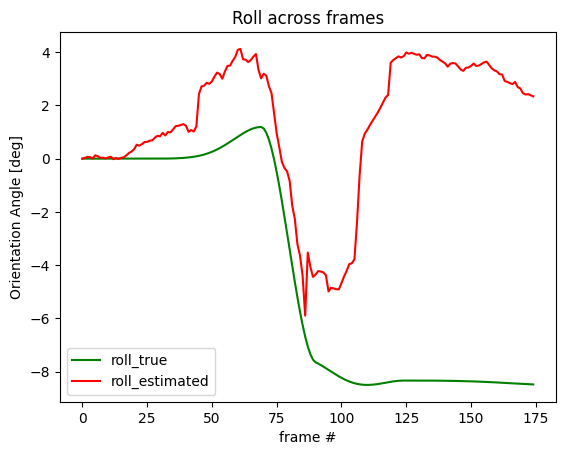 Roll across frames
Orientation Angle [deg]
4
2
0
−2
−4
−6
−8
roll_true
roll_estimated
0 25 50 75 100 125 150 175
frame #